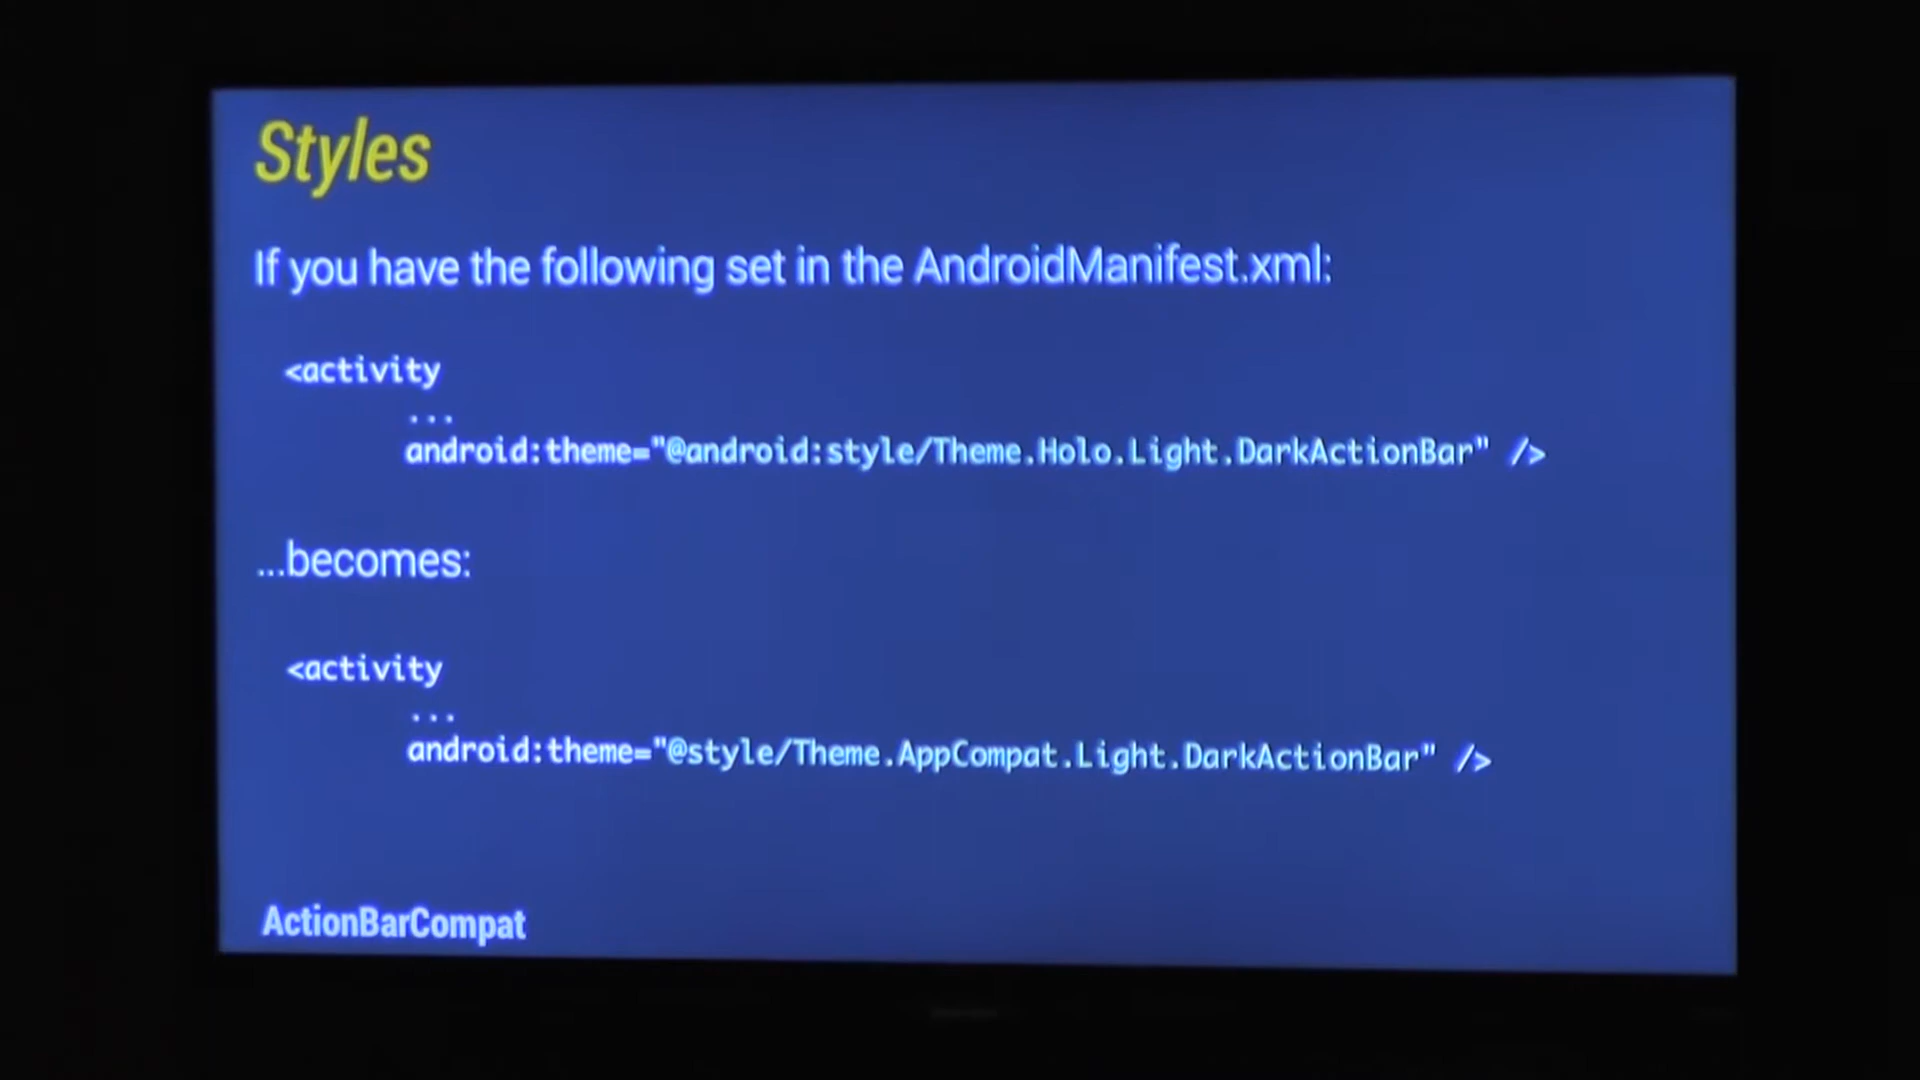 Styles
If you have the following set in the AndroidManifest.xml:
<activity
...
android:theme="@android:style/Theme.Holo.Light.DarkActionBar" />
...becomes:
<activity
...
android:theme="@style/Theme.AppCompat.Light.DarkActionBar" />
ActionBarCompat